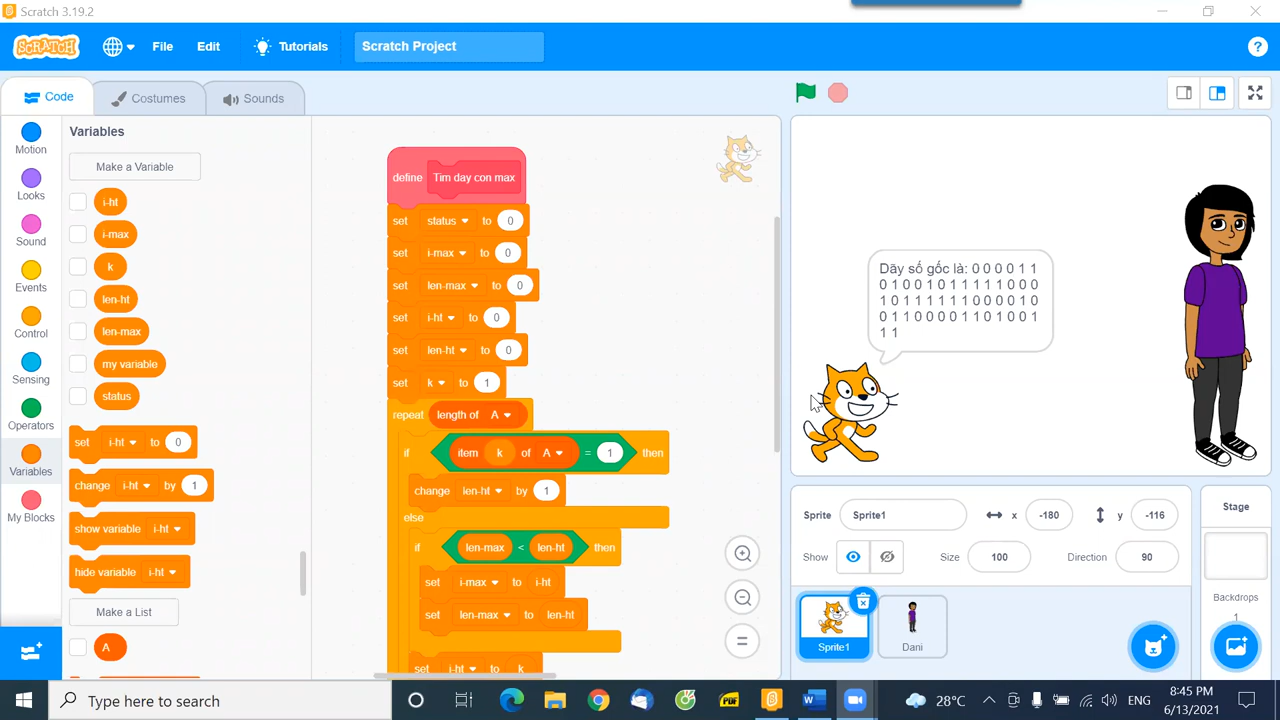 Scratch 3.19.2
SCRATCH
File
Edit
Tutorials
Scratch Project
?
Code
Costumes
Sounds
Motion
Looks
Sound
Events
Control
Sensing
Operators
Variables
My Blocks
Variables
Make a Variable
i-ht
i-max
k
len-ht
len-max
my variable
status
set i-ht to 0
change i-ht by 1
show variable i-ht
hide variable i-ht
Make a List
A
define Tim day con max
set status to 0
set i-max to 0
set len-max to 0
set i-ht to 0
set len-ht to 0
set k to 1
repeat length of A
if item k of A = 1 then
change len-ht by 1
else
if len-max < len-ht then
set i-max to i-ht
set len-max to len-ht
set i-ht to k
Dãy số gốc là: 0 0 0 0 1 1
0 1 0 0 1 0 1 1 1 1 1 0 0 0
1 0 1 1 1 1 1 1 0 0 0 0 1 0
0 1 1 0 0 0 0 1 1 0 1 0 0 1
1 1
Sprite
Sprite1
x
-180
y
-116
Show
Size
100
Direction
90
Sprite1
Dani
Stage
Backdrops
1
Type here to search
PDF
28°C
ENG
8:45 PM
6/13/2021